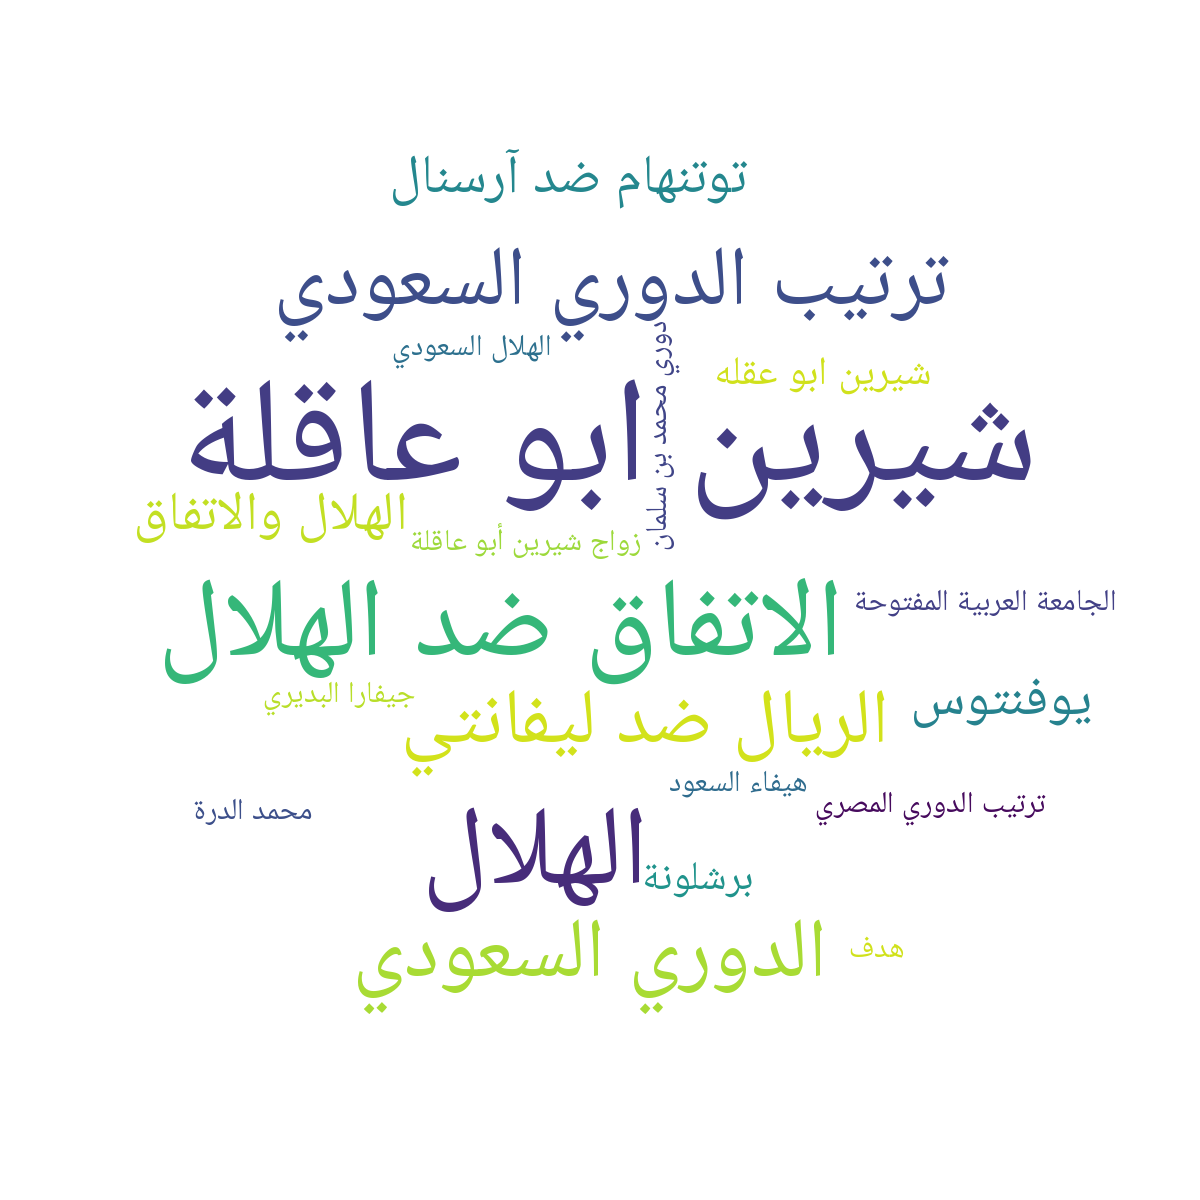 توتنهام ضد آرسنال
ترتيب الدوري السعودي
الهلال السعودي
دوري محمد بن سلمان
شيرين ابو عقله
شيرين ابو عاقلة
الهلال والاتفاق
زواج شيرين أبو عاقلة
الاتفاق ضد الهلال
الجامعة العربية المفتوحة
جيفارا البديري
الريال ضد ليفانتي
يوفنتوس
هيفاء السعود
ترتيب الدوري المصري
محمد الدرة
الهلال
برشلونة
الدوري السعودي
هدف